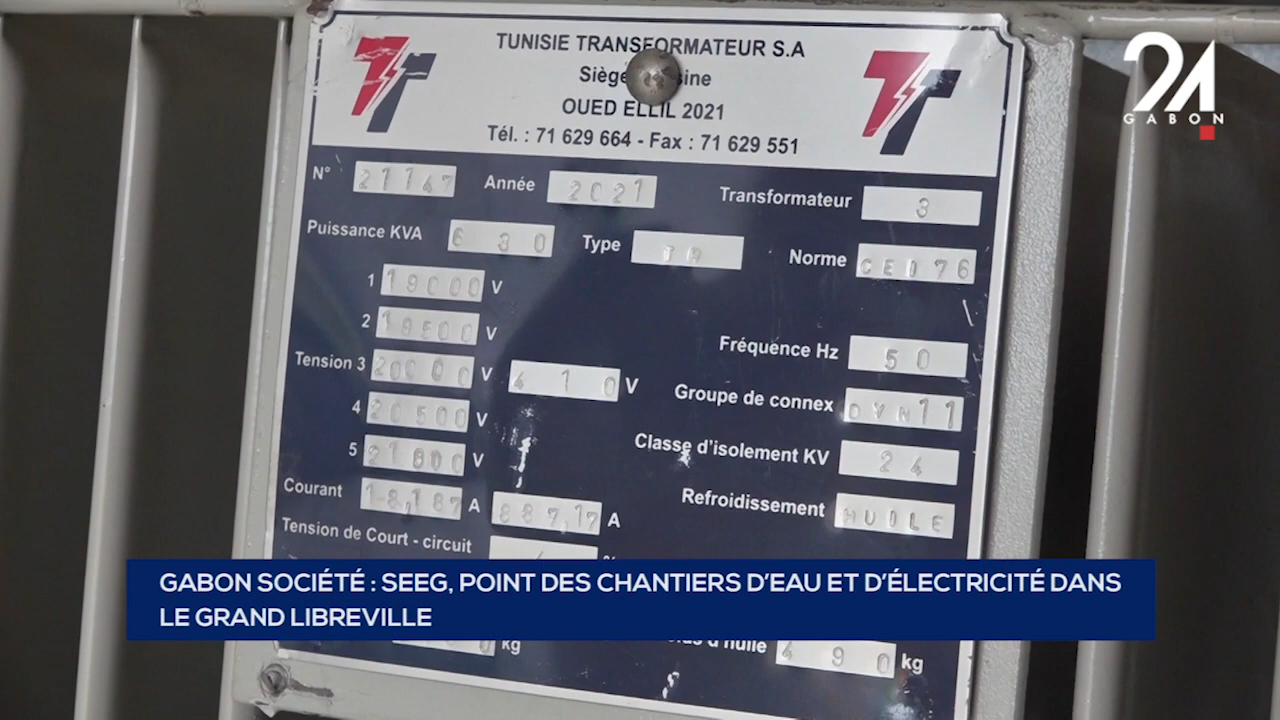 TUNISIE TRANSFORMATEUR S.A
Siège
OUED ELLIL 2021
Tél. : 71 629 664 - Fax : 71 629 551
24
GABON
N° 21147 Année 2021 Transformateur 3
Puissance KVA 630 Type Norme CEI 76
1 19000 V
2 19500 V
Fréquence Hz 50
Tension 3 20000 V 410 V
Groupe de connex DYN11
4 20500 V
Classe d'isolement KV 24
5 V
Refroidissement HUILE
Courant 18,187 A 887,17 A
Tension de Court - circuit
GABON SOCIÉTÉ : SEEG, POINT DES CHANTIERS D'EAU ET D'ÉLECTRICITÉ DANS
LE GRAND LIBREVILLE
kg d'huile 490 kg